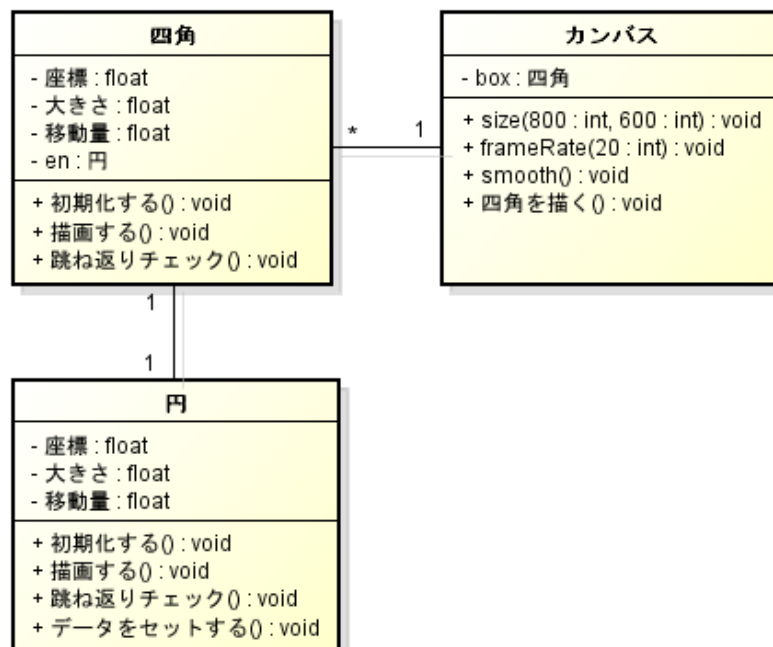 四角
- 座標 : float
- 大きさ : float
- 移動量 : float
- en : 円
+ 初期化する() : void
+ 描画する() : void
+ 跳ね返りチェック() : void
カンバス
- box : 四角
+ size(800 : int, 600 : int) : void
+ frameRate(20 : int) : void
+ smooth() : void
+ 四角を描く() : void
*
1
1
1
円
- 座標 : float
- 大きさ : float
- 移動量 : float
+ 初期化する() : void
+ 描画する() : void
+ 跳ね返りチェック() : void
+ データをセットする() : void